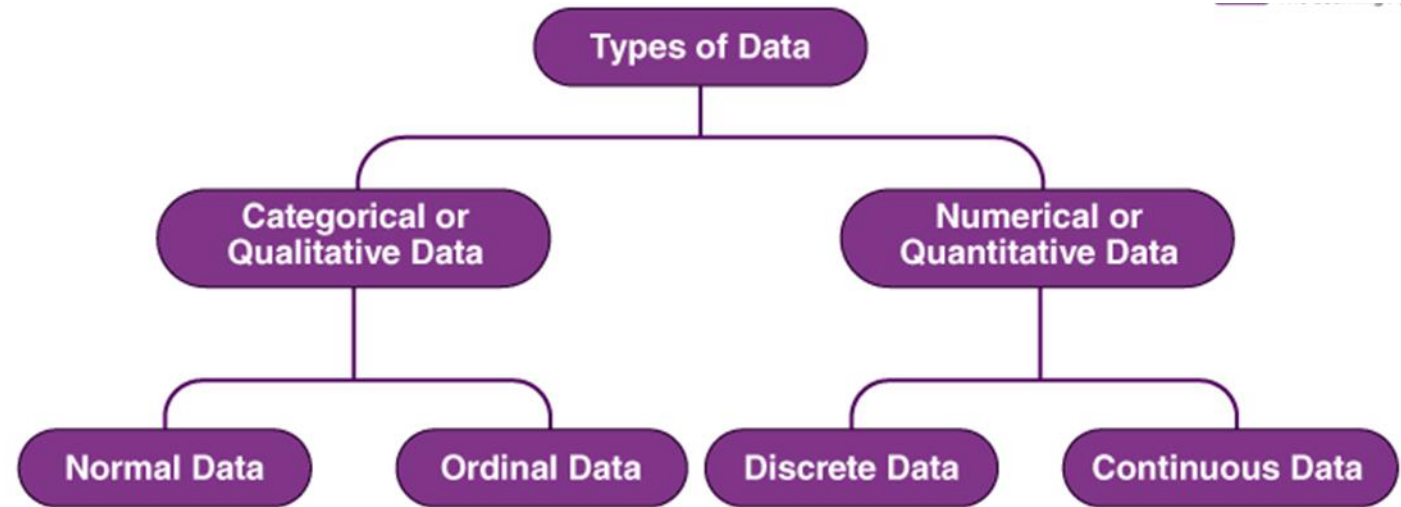 Types of Data
Categorical or
Qualitative Data
Numerical or
Quantitative Data
Normal Data
Ordinal Data
Discrete Data
Continuous Data